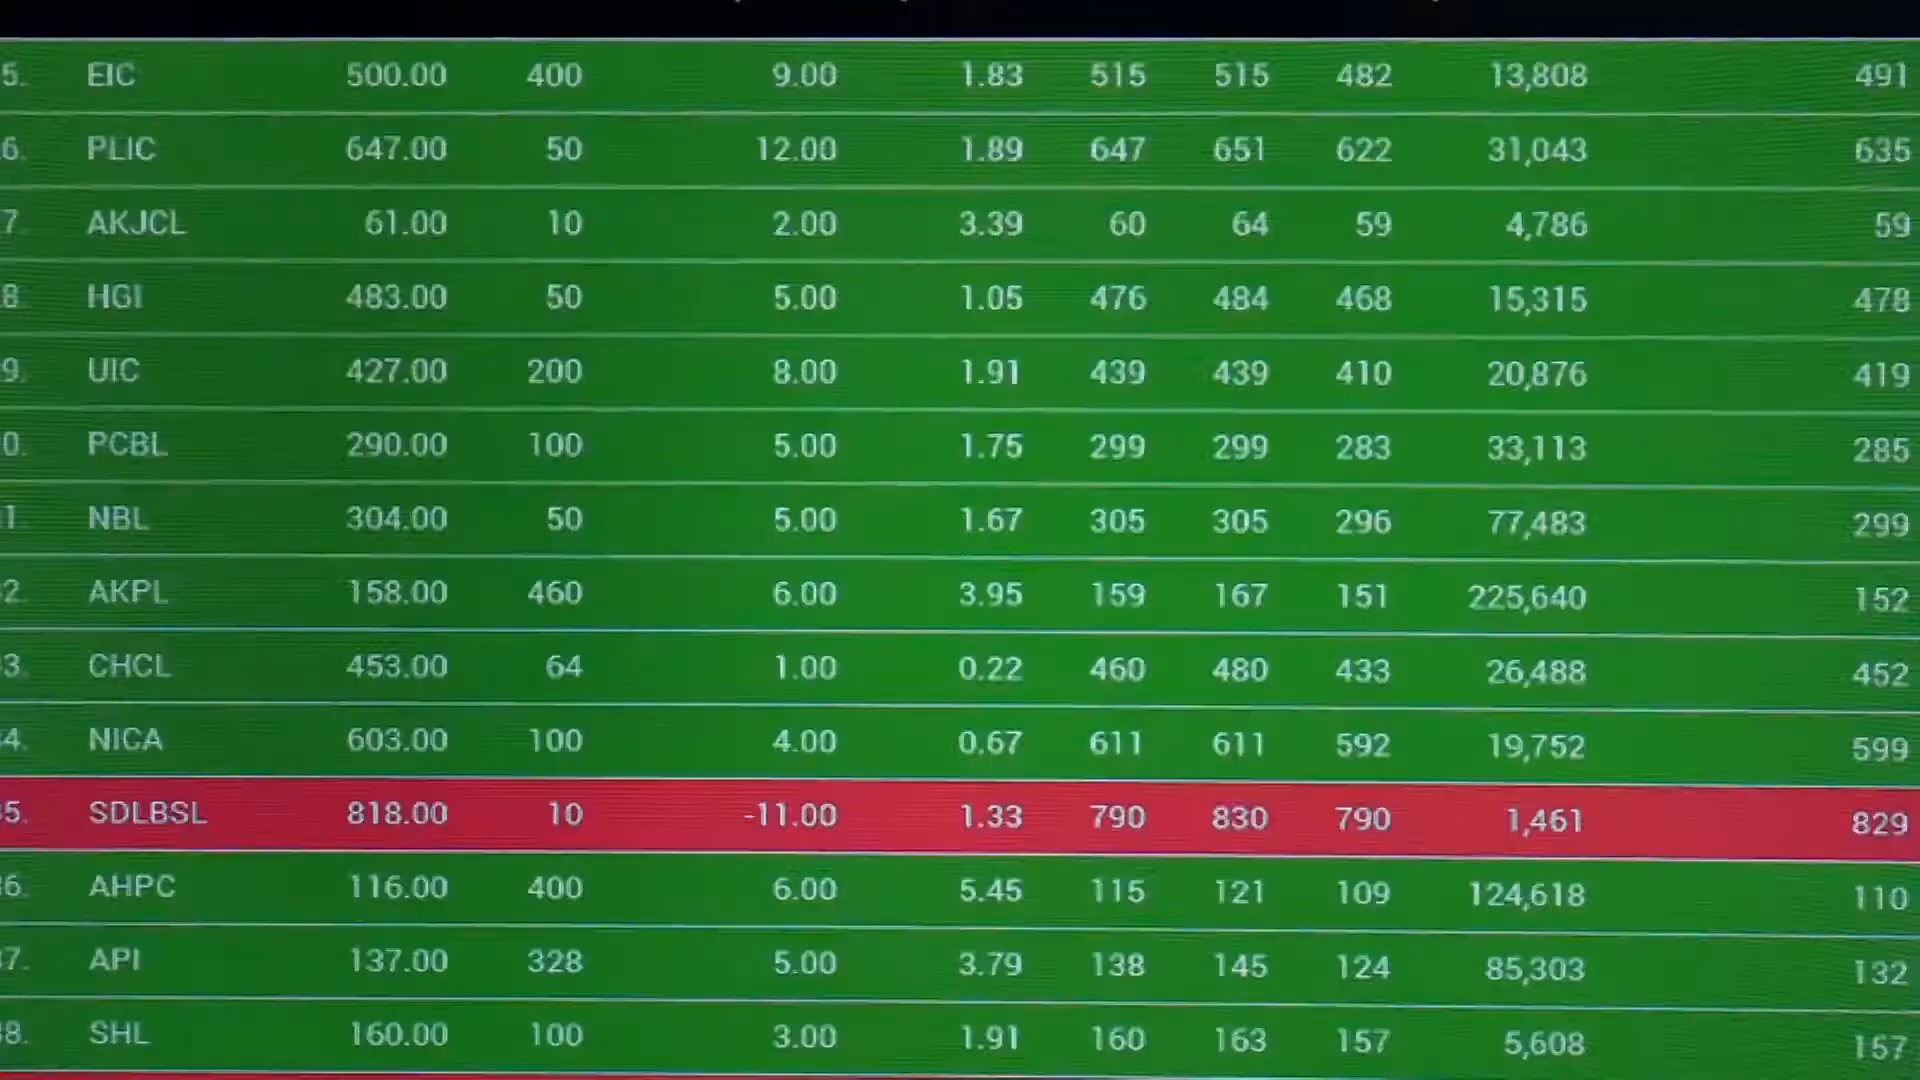 5. EIC 500.00 400 9.00 1.83 515 515 482 13,808 491
6. PLIC 647.00 50 12.00 1.89 647 651 622 31,043 635
7. AKJCL 61.00 10 2.00 3.39 60 64 59 4,786 59
8. HGI 483.00 50 5.00 1.05 476 484 468 15,315 478
9. UIC 427.00 200 8.00 1.91 439 439 410 20,876 419
0. PCBL 290.00 100 5.00 1.75 299 299 283 33,113 285
1. NBL 304.00 50 5.00 1.67 305 305 296 77,483 299
2. AKPL 158.00 460 6.00 3.95 159 167 151 225,640 152
3. CHCL 453.00 64 1.00 0.22 460 480 433 26,488 452
4. NICA 603.00 100 4.00 0.67 611 611 592 19,752 599
5. SDLBSL 818.00 10 -11.00 1.33 790 830 790 1,461 829
6. AHPC 116.00 400 6.00 5.45 115 121 109 124,618 110
7. API 137.00 328 5.00 3.79 138 145 124 85,303 132
8. SHL 160.00 100 3.00 1.91 160 163 157 5,608 157